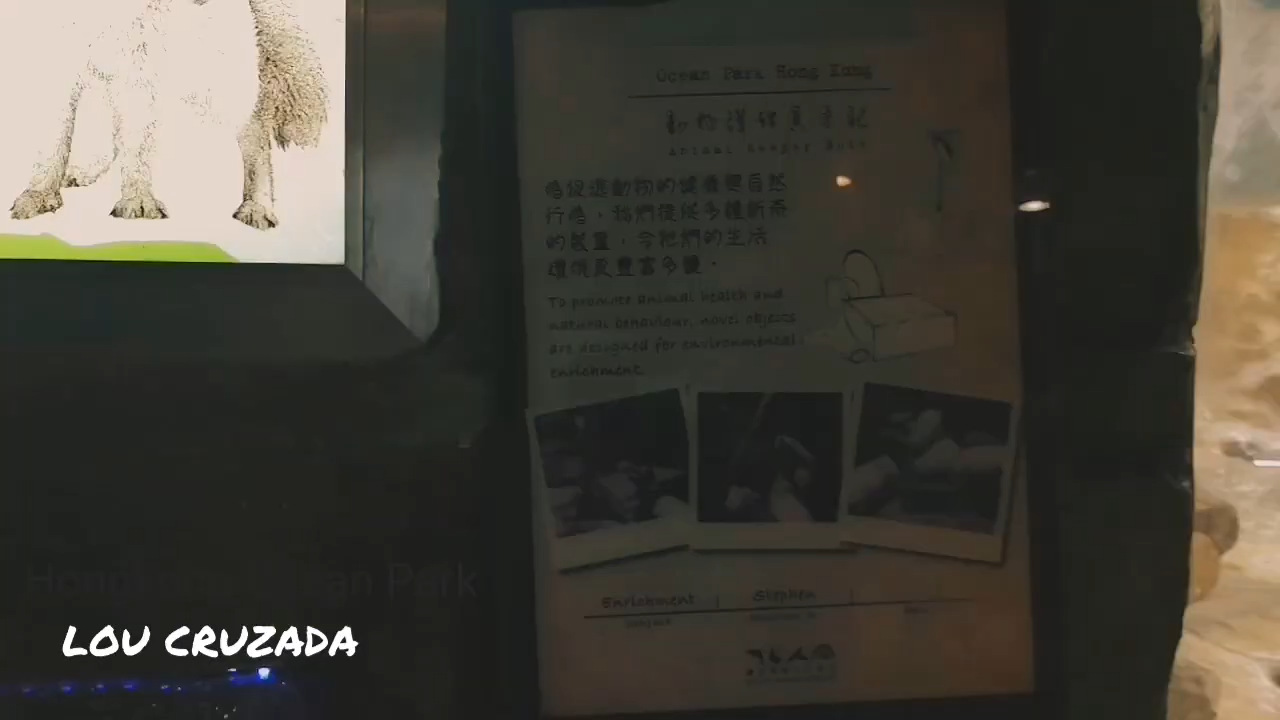 Ocean Park Hong Kong
動物護理員手記
Animal Keeper Note
為促進動物的健康與自然
行為，我們提供多種新奇
的裝置，令牠們的生活
環境更豐富多變。
To promote animal health and
natural behaviour, novel objects
are designed for environmental
enrichment.
Enrichment
Stephen
Hong Park
LOU CRUZADA